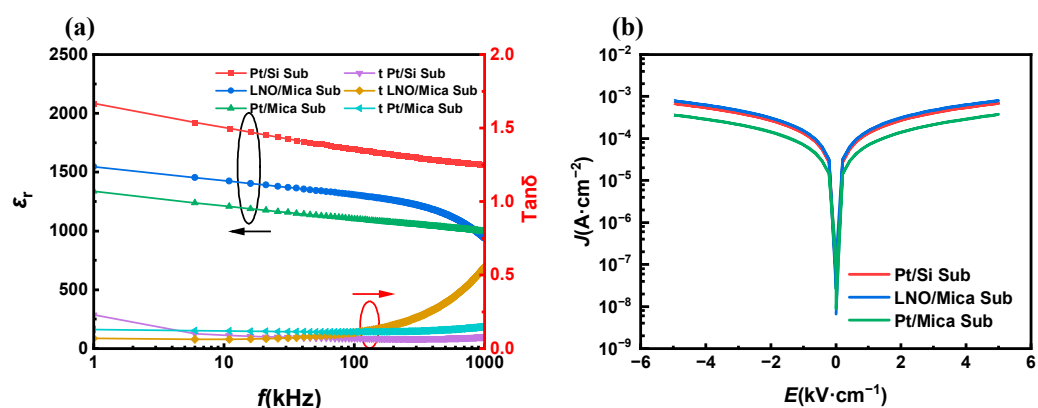 (a)
2500
2000
1500
1000
500
0
εr
2.0
1.5
1.0
0.5
0.0
Tanδ
Pt/Si Sub
LNO/Mica Sub
Pt/Mica Sub
t Pt/Si Sub
t LNO/Mica Sub
t Pt/Mica Sub
1 10 100 1000
f(kHz)
(b)
10⁻²
10⁻³
10⁻⁴
10⁻⁵
10⁻⁶
10⁻⁷
10⁻⁸
10⁻⁹
J(A·cm⁻²)
Pt/Si Sub
LNO/Mica Sub
Pt/Mica Sub
−6 −4 −2 0 2 4 6
E(kV·cm⁻¹)